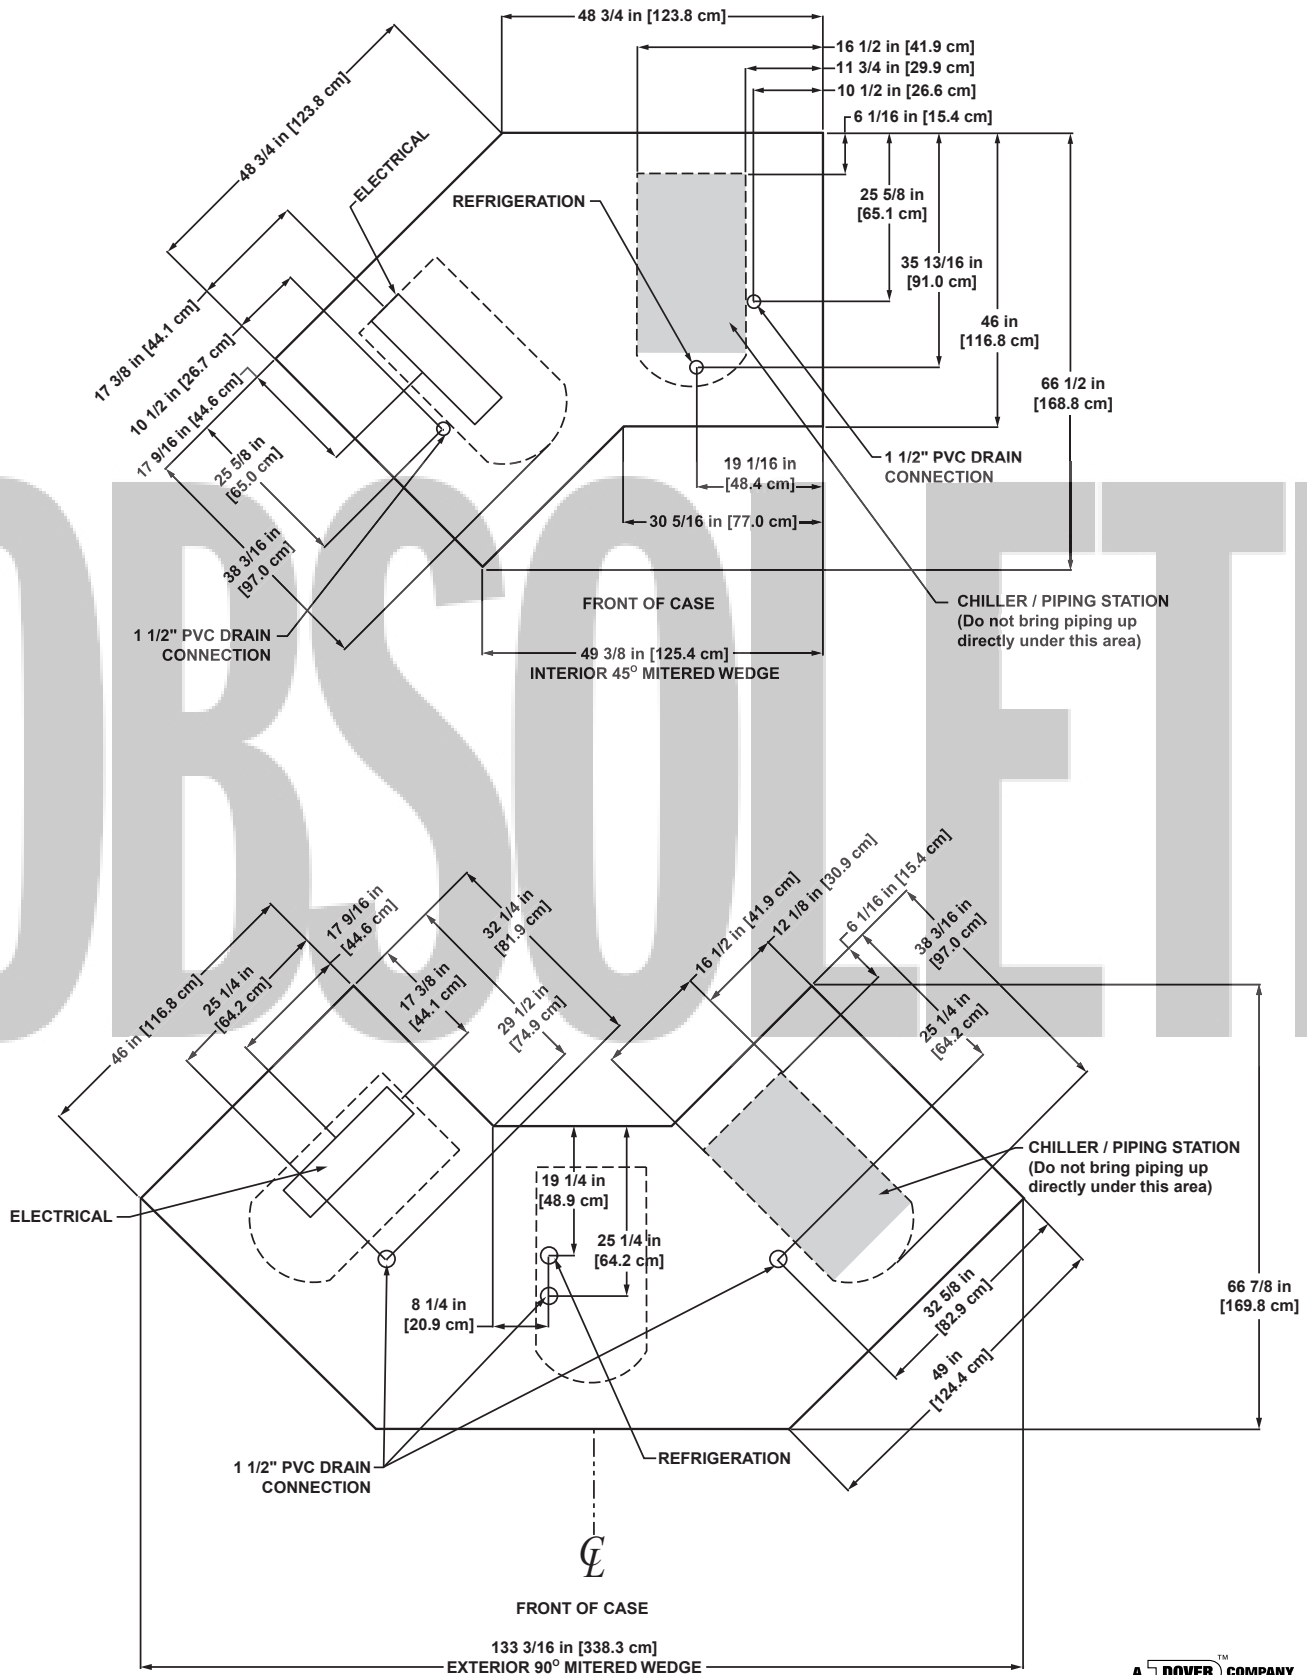 48 3/4 in [123.8 cm]
16 1/2 in [41.9 cm]
11 3/4 in [29.9 cm]
10 1/2 in [26.6 cm]
6 1/16 in [15.4 cm]
48 3/4 in [123.8 cm]
ELECTRICAL
REFRIGERATION
25 5/8 in
[65.1 cm]
35 13/16 in
[91.0 cm]
46 in
[116.8 cm]
66 1/2 in
[168.8 cm]
17 3/8 in [44.1 cm]
10 1/2 in [26.7 cm]
17 9/16 in [44.6 cm]
25 5/8 in
[65.0 cm]
38 3/16 in
[97.0 cm]
19 1/16 in
[48.4 cm]
1 1/2" PVC DRAIN
CONNECTION
30 5/16 in [77.0 cm]
OBSOLETE
FRONT OF CASE
CHILLER / PIPING STATION
(Do not bring piping up
directly under this area)
1 1/2" PVC DRAIN
CONNECTION
49 3/8 in [125.4 cm]
INTERIOR 45° MITERED WEDGE
46 in [116.8 cm]
25 1/4 in
[64.2 cm]
17 9/16 in
[44.6 cm]
17 3/8 in
[44.1 cm]
32 1/4 in
[81.9 cm]
29 1/2 in
[74.9 cm]
16 1/2 in [41.9 cm]
12 1/8 in [30.9 cm]
6 1/16 in [15.4 cm]
38 3/16 in
[97.0 cm]
25 1/4 in
[64.2 cm]
CHILLER / PIPING STATION
(Do not bring piping up
directly under this area)
ELECTRICAL
19 1/4 in
[48.9 cm]
25 1/4 in
[64.2 cm]
8 1/4 in
[20.9 cm]
32 5/8 in
[82.9 cm]
49 in
[124.4 cm]
66 7/8 in
[169.8 cm]
1 1/2" PVC DRAIN
CONNECTION
REFRIGERATION
CL
FRONT OF CASE
133 3/16 in [338.3 cm]
EXTERIOR 90° MITERED WEDGE
A DOVER™ COMPANY